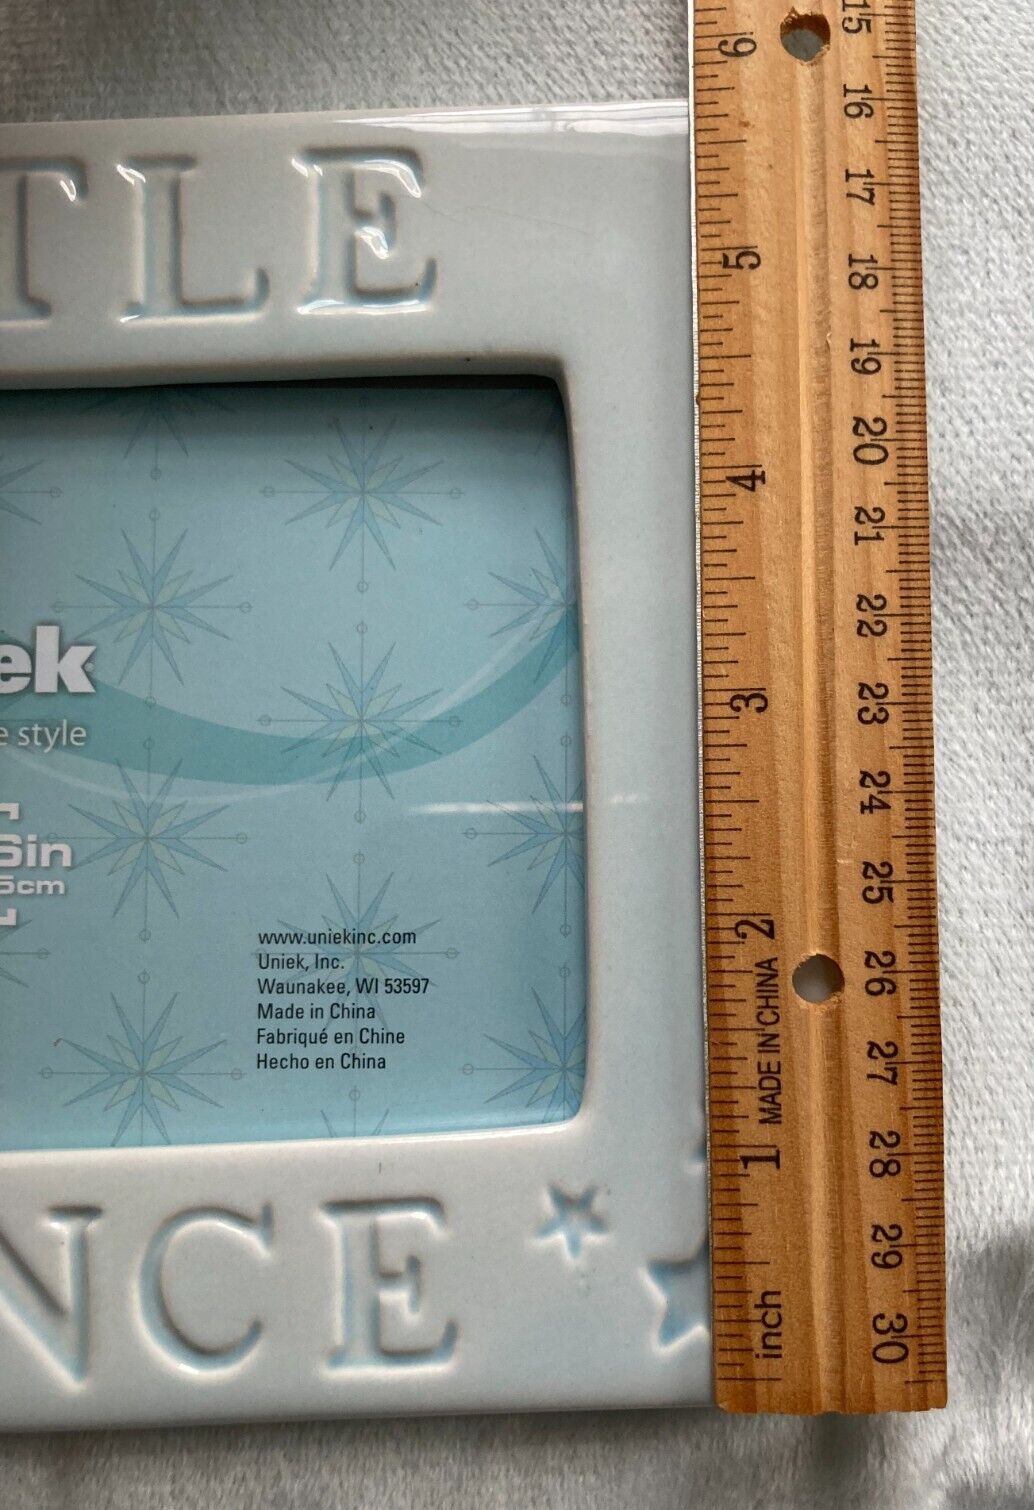 TLE
ek
e style
6in
5cm
www.uniekinc.com
Uniek, Inc.
Waunakee, WI 53597
Made in China
Fabriqué en Chine
Hecho en China
NCE
inch 1 MADE IN CHINA 2 3 4 5 6
15 16 17 18 19 20 21 22 23 24 25 26 27 28 29 30